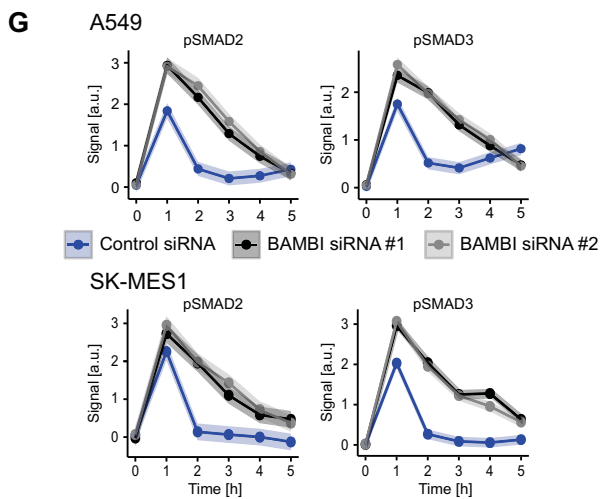 G
A549
pSMAD2 pSMAD3
Signal [a.u.] 3 2 1 0
0 1 2 3 4 5
Signal [a.u.] 2 1 0
0 1 2 3 4 5
Control siRNA BAMBI siRNA #1 BAMBI siRNA #2
SK-MES1
pSMAD2 pSMAD3
Signal [a.u.] 3 2 1 0
0 1 2 3 4 5
Time [h]
Signal [a.u.] 3 2 1 0
0 1 2 3 4 5
Time [h]